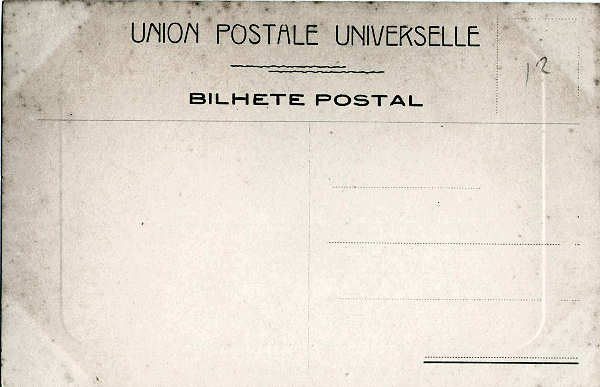 UNION POSTALE UNIVERSELLE
12
BILHETE POSTAL